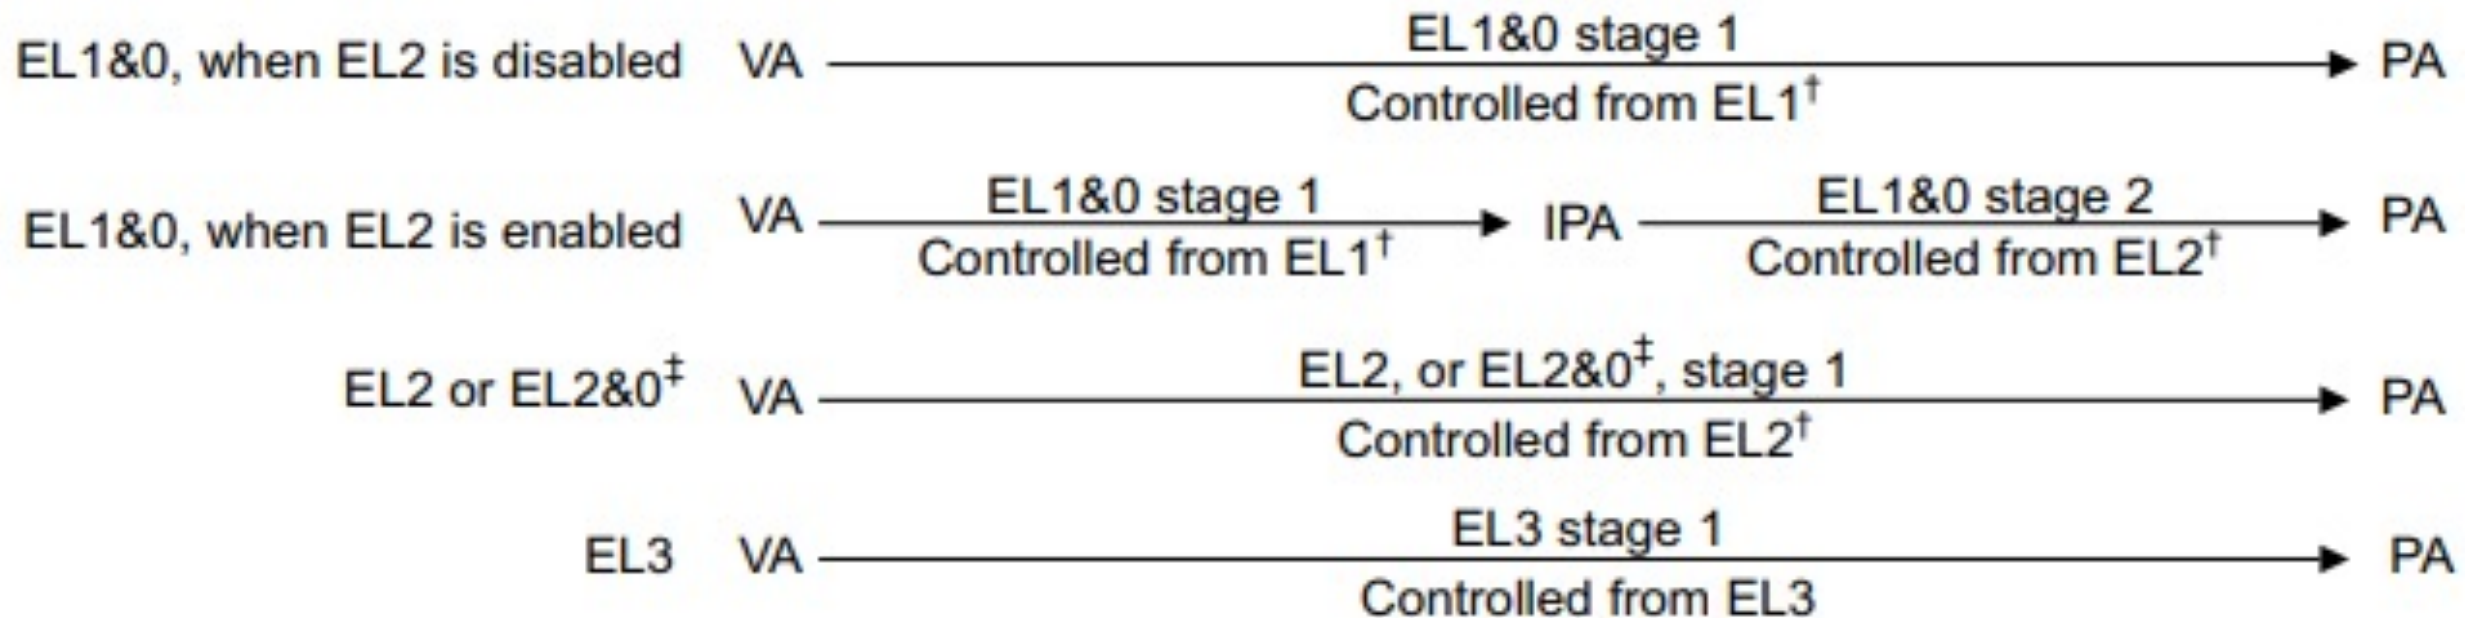 EL1&0 stage 1
EL1&0, when EL2 is disabled VA PA
Controlled from EL1†
EL1&0 stage 1 EL1&0 stage 2
EL1&0, when EL2 is enabled VA IPA PA
Controlled from EL1† Controlled from EL2†
EL2, or EL2&0‡, stage 1
EL2 or EL2&0‡ VA PA
Controlled from EL2†
EL3 stage 1
EL3 VA PA
Controlled from EL3